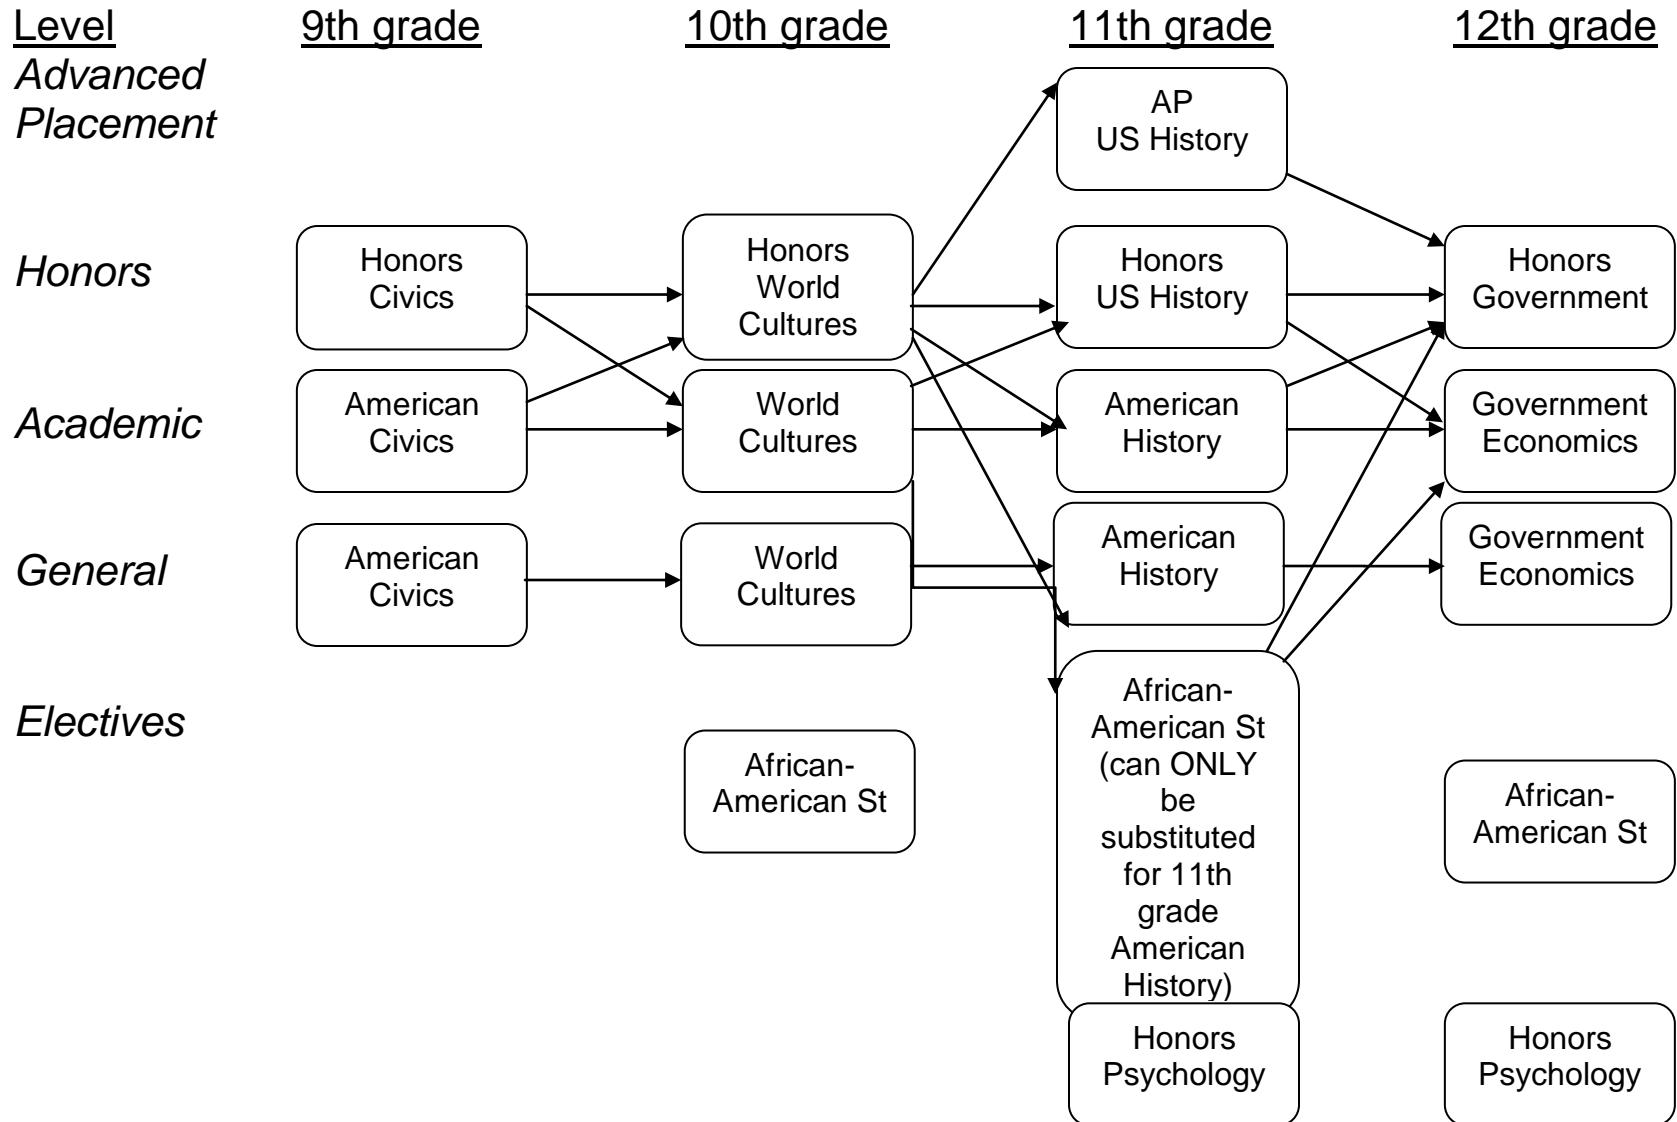 Level
9th grade
10th grade
11th grade
12th grade
Advanced
Placement
AP
US History
Honors
Honors
Civics
Honors
World
Cultures
Honors
US History
Honors
Government
Academic
American
Civics
World
Cultures
American
History
Government
Economics
General
American
Civics
World
Cultures
American
History
Government
Economics
Electives
African-
American St
African-
American St
(can ONLY
be
substituted
for 11th
grade
American
History)
African-
American St
Honors
Psychology
Honors
Psychology